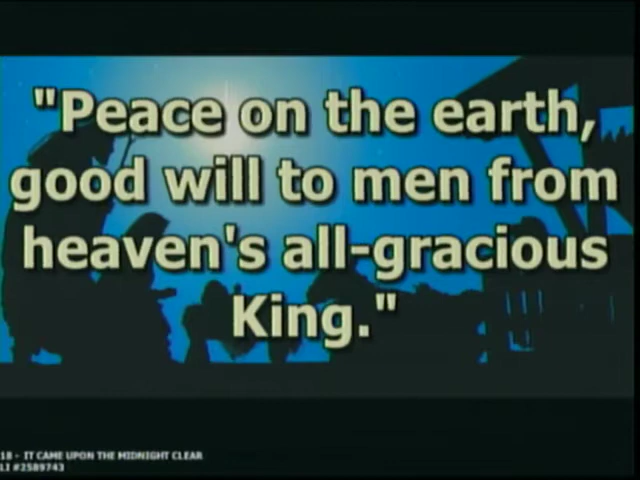 "Peace on the earth,
good will to men from
heaven's all-gracious
King."
18 - IT CAME UPON THE MIDNIGHT CLEAR
LI #2589743